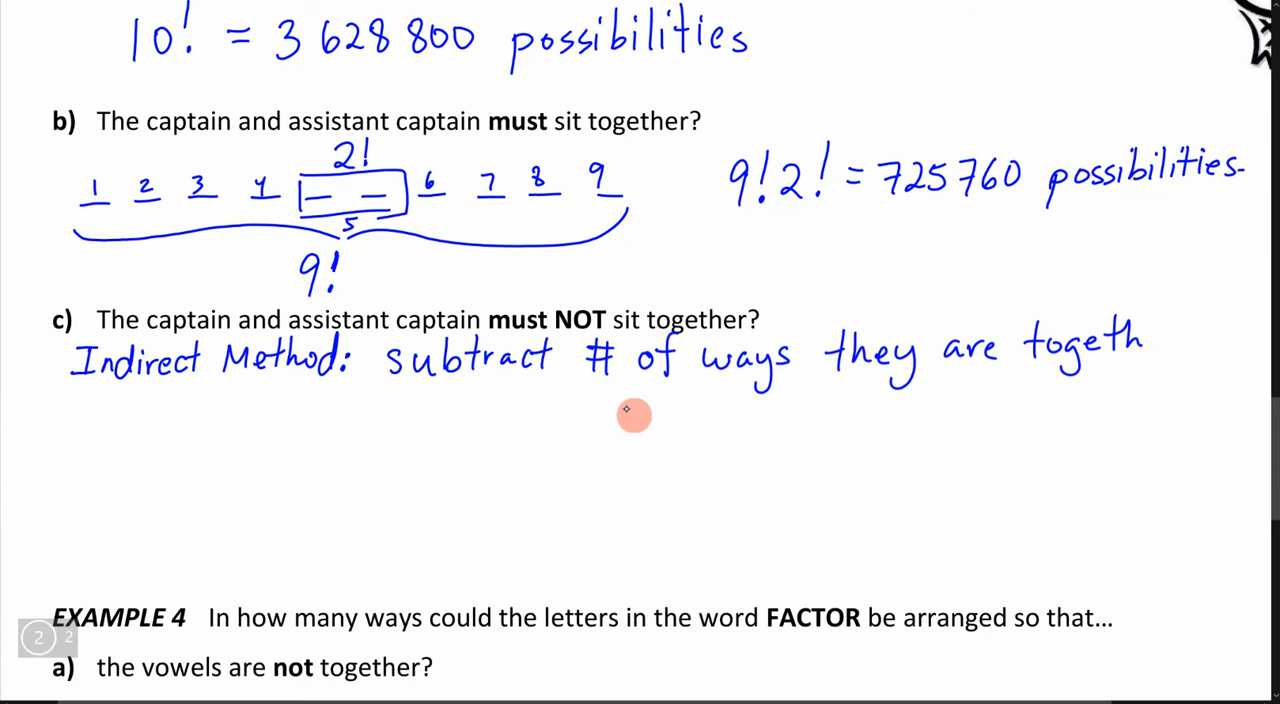 10! = 3 628 800 possibilities
b) The captain and assistant captain must sit together?
2!
1 2 3 4 6 7 8 9
5
9!
9!2! = 725760 possibilities.
c) The captain and assistant captain must NOT sit together?
Indirect Method: subtract # of ways they are togeth
EXAMPLE 4 In how many ways could the letters in the word FACTOR be arranged so that...
2 2
a) the vowels are not together?